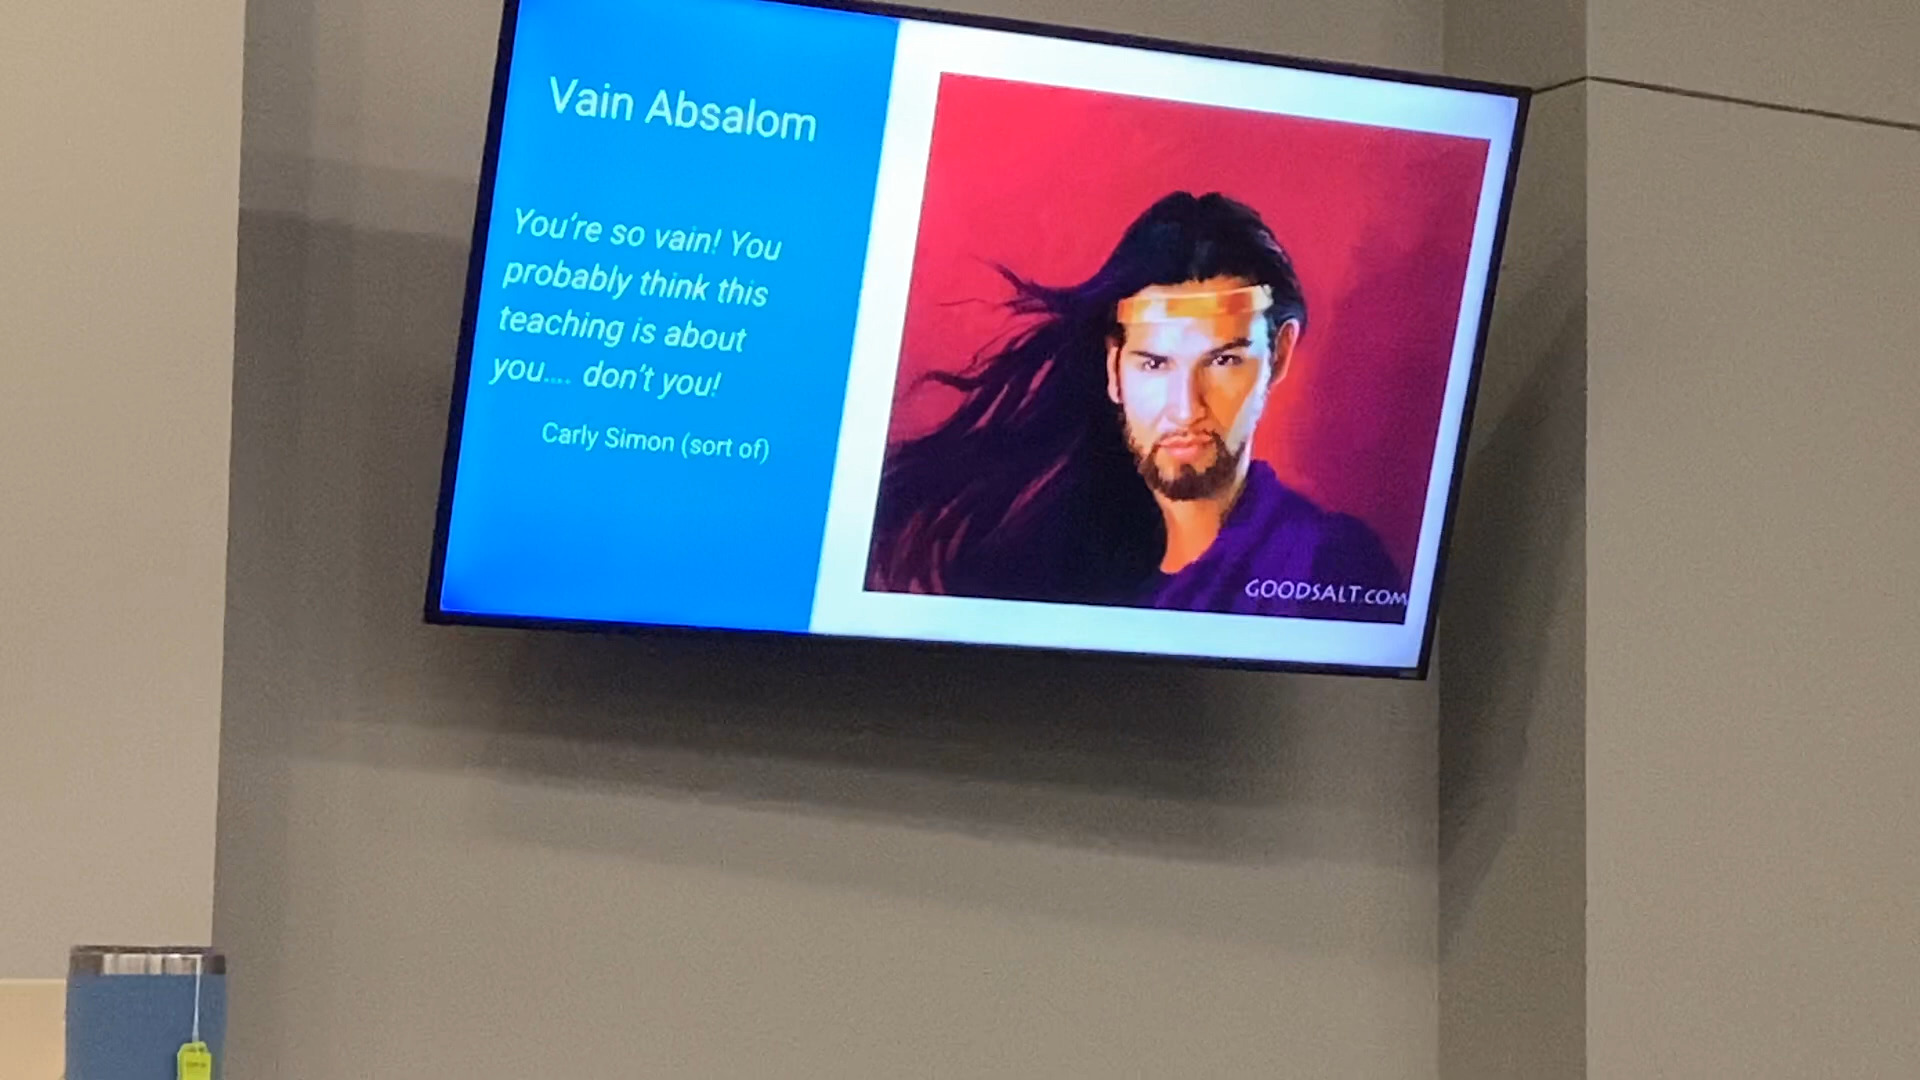 Vain Absalom
You're so vain! You
probably think this
teaching is about
you.... don't you!
Carly Simon (sort of)
GOODSALT.COM